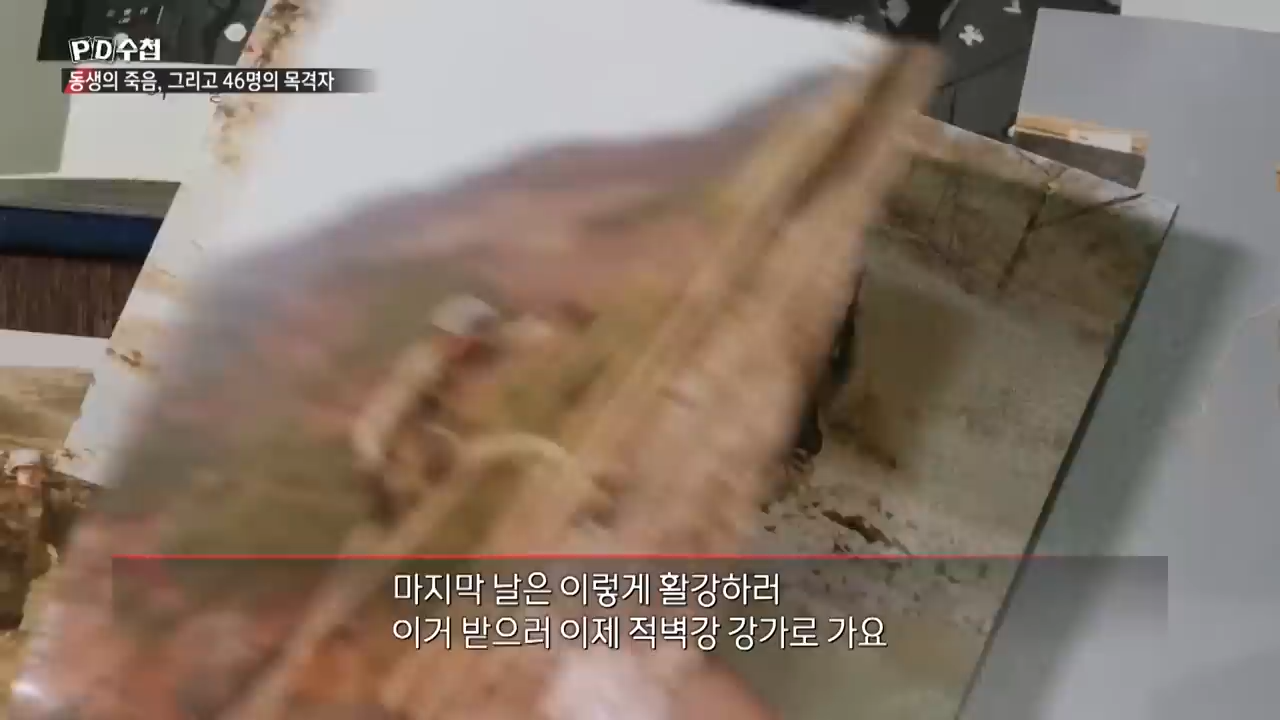 PD수첩
동생의 죽음, 그리고 46명의 목격자
마지막 날은 이렇게 활강하러
이거 받으러 이제 적벽강 강가로 가요